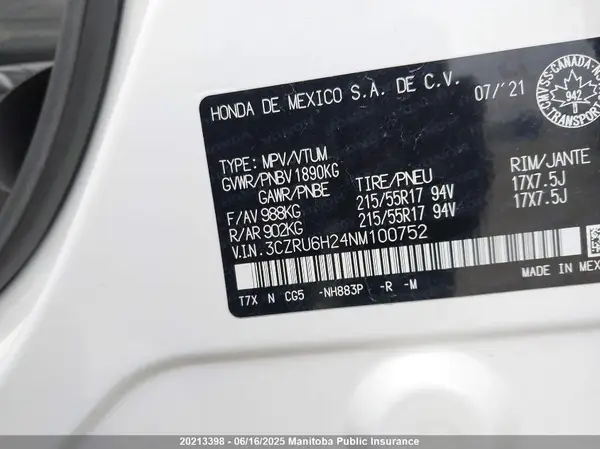 HONDA DE MEXICO S.A. DE C.V. 07/'21
TYPE: MPV/VTUM
GVWR/PNBV 1890KG
GAWR/PNBE TIRE/PNEU RIM/JANTE
F/AV 988KG 215/55R17 94V 17X7.5J
R/AR 902KG 215/55R17 94V 17X7.5J
V.I.N. 3CZRU6H24NM100752
T7X N CG5 -NH883P -R -M
MADE IN MEX
CANADA
942
TRANSPORT
20213398 - 06/16/2025 Manitoba Public Insurance